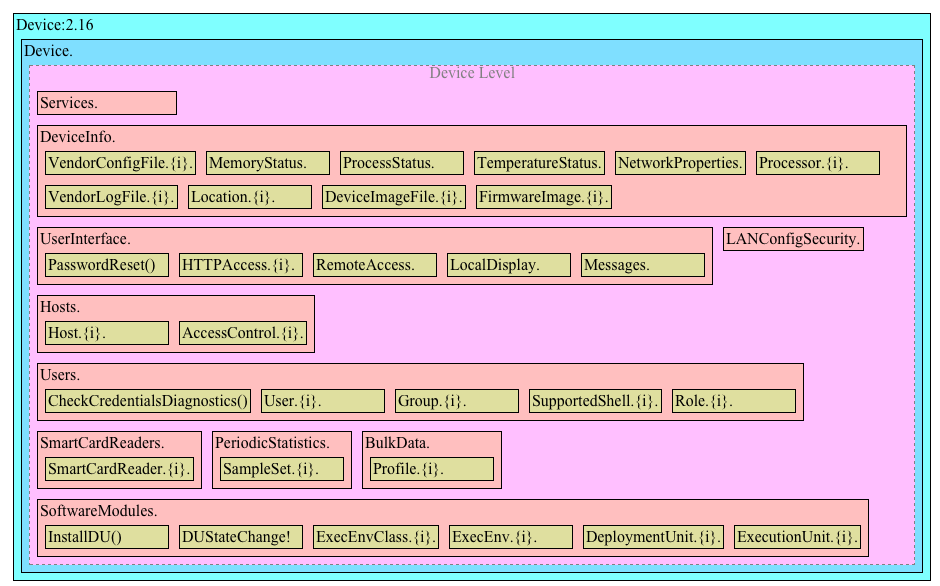 Device:2.16
Device.
Device Level
Services.
DeviceInfo.
VendorConfigFile.{i}. MemoryStatus. ProcessStatus. TemperatureStatus. NetworkProperties. Processor.{i}.
VendorLogFile.{i}. Location.{i}. DeviceImageFile.{i}. FirmwareImage.{i}.
UserInterface. LANConfigSecurity.
PasswordReset() HTTPAccess.{i}. RemoteAccess. LocalDisplay. Messages.
Hosts.
Host.{i}. AccessControl.{i}.
Users.
CheckCredentialsDiagnostics() User.{i}. Group.{i}. SupportedShell.{i}. Role.{i}.
SmartCardReaders. PeriodicStatistics. BulkData.
SmartCardReader.{i}. SampleSet.{i}. Profile.{i}.
SoftwareModules.
InstallDU() DUStateChange! ExecEnvClass.{i}. ExecEnv.{i}. DeploymentUnit.{i}. ExecutionUnit.{i}.